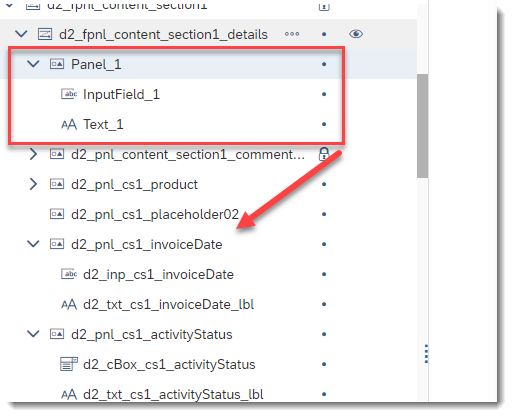 d2_fpnl_content_section1
d2_fpnl_content_section1_details
Panel_1
abc InputField_1
AA Text_1
d2_pnl_content_section1_comment...
d2_pnl_cs1_product
d2_pnl_cs1_placeholder02
d2_pnl_cs1_invoiceDate
abc d2_inp_cs1_invoiceDate
AA d2_txt_cs1_invoiceDate_lbl
d2_pnl_cs1_activityStatus
d2_cBox_cs1_activityStatus
AA d2_txt_cs1_activityStatus_lbl